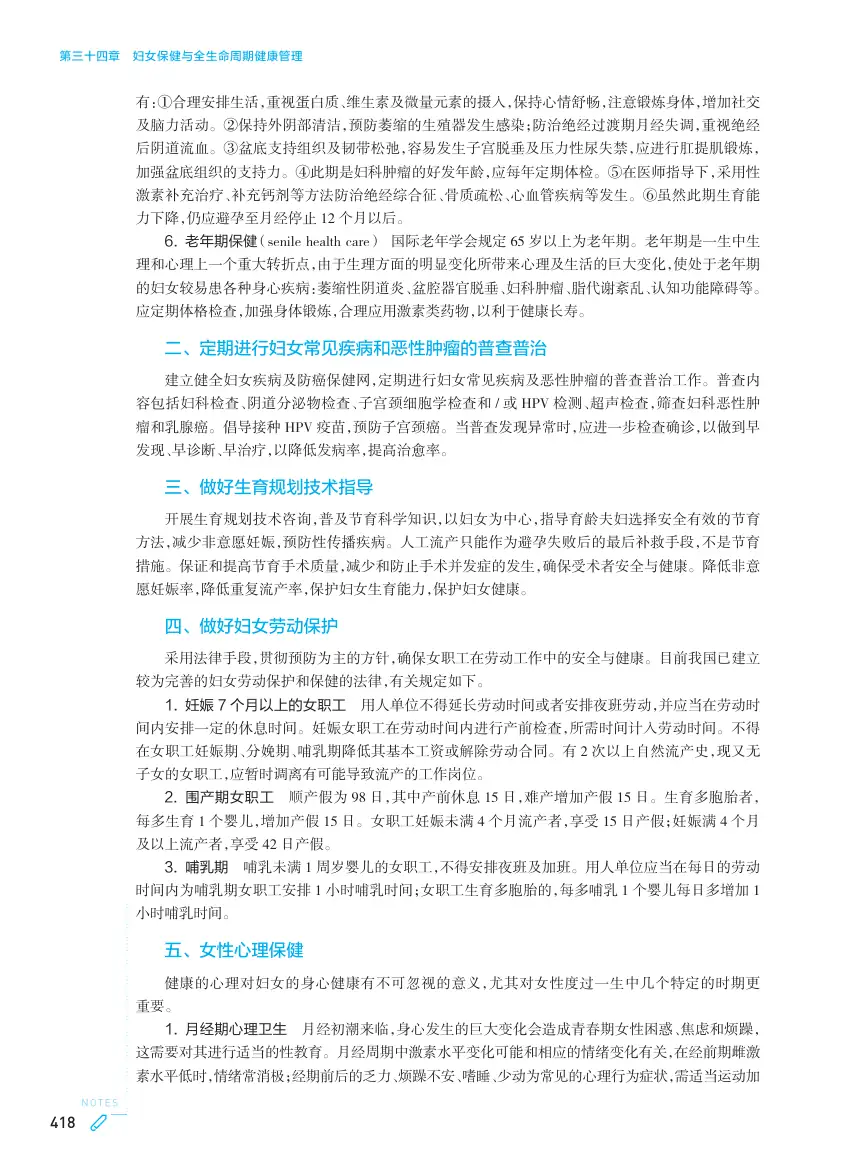 第三十四章 妇女保健与全生命周期健康管理
有：①合理安排生活，重视蛋白质、维生素及微量元素的摄入，保持心情舒畅，注意锻炼身体，增加社交
及脑力活动。②保持外阴部清洁，预防萎缩的生殖器发生感染；防治绝经过渡期月经失调，重视绝经
后阴道流血。③盆底支持组织及韧带松弛，容易发生子宫脱垂及压力性尿失禁，应进行肛提肌锻炼，
加强盆底组织的支持力。④此期是妇科肿瘤的好发年龄，应每年定期体检。⑤在医师指导下，采用性
激素补充治疗、补充钙剂等方法防治绝经综合征、骨质疏松、心血管疾病等发生。⑥虽然此期生育能
力下降，仍应避孕至月经停止 12 个月以后。
6. 老年期保健（senile health care） 国际老年学会规定 65 岁以上为老年期。老年期是一生中生
理和心理上一个重大转折点，由于生理方面的明显变化所带来心理及生活的巨大变化，使处于老年期
的妇女较易患各种身心疾病：萎缩性阴道炎、盆腔器官脱垂、妇科肿瘤、脂代谢紊乱、认知功能障碍等。
应定期体格检查，加强身体锻炼，合理应用激素类药物，以利于健康长寿。
二、定期进行妇女常见疾病和恶性肿瘤的普查普治
建立健全妇女疾病及防癌保健网，定期进行妇女常见疾病及恶性肿瘤的普查普治工作。普查内
容包括妇科检查、阴道分泌物检查、子宫颈细胞学检查和 / 或 HPV 检测、超声检查，筛查妇科恶性肿
瘤和乳腺癌。倡导接种 HPV 疫苗，预防子宫颈癌。当普查发现异常时，应进一步检查确诊，以做到早
发现、早诊断、早治疗，以降低发病率，提高治愈率。
三、做好生育规划技术指导
开展生育规划技术咨询，普及节育科学知识，以妇女为中心，指导育龄夫妇选择安全有效的节育
方法，减少非意愿妊娠，预防性传播疾病。人工流产只能作为避孕失败后的最后补救手段，不是节育
措施。保证和提高节育手术质量，减少和防止手术并发症的发生，确保受术者安全与健康。降低非意
愿妊娠率，降低重复流产率，保护妇女生育能力，保护妇女健康。
四、做好妇女劳动保护
采用法律手段，贯彻预防为主的方针，确保女职工在劳动工作中的安全与健康。目前我国已建立
较为完善的妇女劳动保护和保健的法律，有关规定如下。
1. 妊娠 7 个月以上的女职工 用人单位不得延长劳动时间或者安排夜班劳动，并应当在劳动时
间内安排一定的休息时间。妊娠女职工在劳动时间内进行产前检查，所需时间计入劳动时间。不得
在女职工妊娠期、分娩期、哺乳期降低其基本工资或解除劳动合同。有 2 次以上自然流产史，现又无
子女的女职工，应暂时调离有可能导致流产的工作岗位。
2. 围产期女职工 顺产假为 98 日，其中产前休息 15 日，难产增加产假 15 日。生育多胞胎者，
每多生育 1 个婴儿，增加产假 15 日。女职工妊娠未满 4 个月流产者，享受 15 日产假；妊娠满 4 个月
及以上流产者，享受 42 日产假。
3. 哺乳期 哺乳未满 1 周岁婴儿的女职工，不得安排夜班及加班。用人单位应当在每日的劳动
时间内为哺乳期女职工安排 1 小时哺乳时间；女职工生育多胞胎的，每多哺乳 1 个婴儿每日多增加 1
小时哺乳时间。
五、女性心理保健
健康的心理对妇女的身心健康有不可忽视的意义，尤其对女性度过一生中几个特定的时期更
重要。
1. 月经期心理卫生 月经初潮来临，身心发生的巨大变化会造成青春期女性困惑、焦虑和烦躁，
这需要对其进行适当的性教育。月经周期中激素水平变化可能和相应的情绪变化有关，在经前期雌激
素水平低时，情绪常消极；经期前后的乏力、烦躁不安、嗜睡、少动为常见的心理行为症状，需适当运动加
NOTES
418